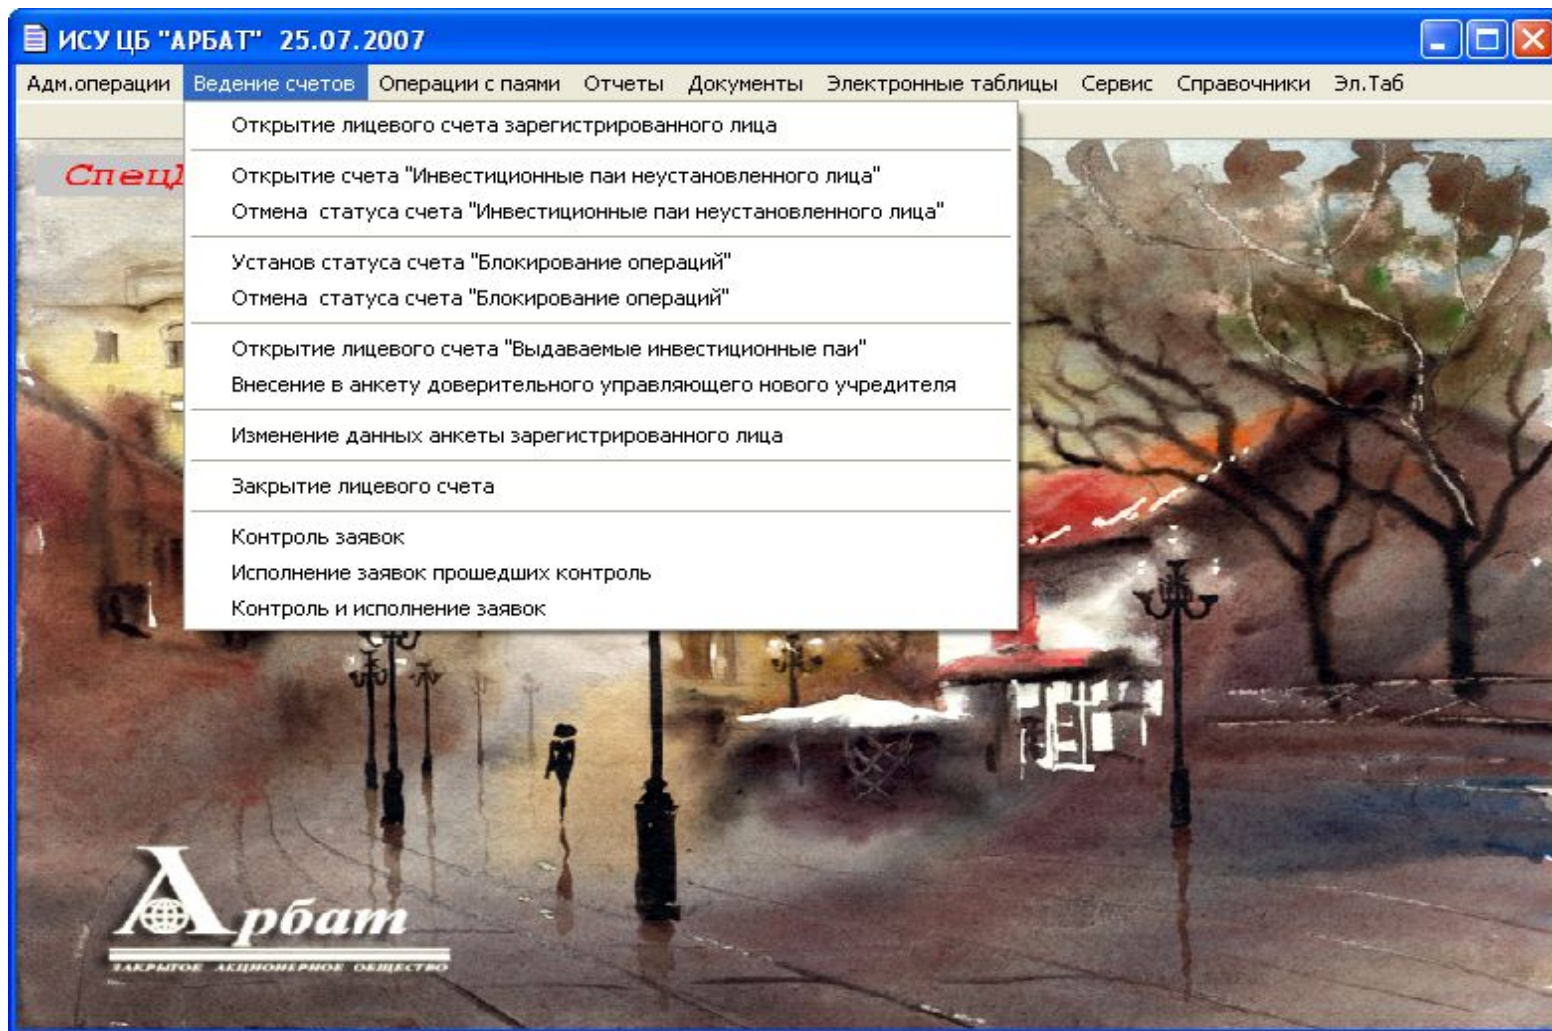 ИСУ ЦБ "АРБАТ" 25.07.2007
Адм.операции Ведение счетов Операции с паями Отчеты Документы Электронные таблицы Сервис Справочники Эл.Таб
Открытие лицевого счета зарегистрированного лица
Открытие счета "Инвестиционные паи неустановленного лица"
Отмена статуса счета "Инвестиционные паи неустановленного лица"
Установ статуса счета "Блокирование операций"
Отмена статуса счета "Блокирование операций"
Открытие лицевого счета "Выдаваемые инвестиционные паи"
Внесение в анкету доверительного управляющего нового учредителя
Изменение данных анкеты зарегистрированного лица
Закрытие лицевого счета
Контроль заявок
Исполнение заявок прошедших контроль
Контроль и исполнение заявок
Арбат
ЗАКРЫТОЕ АКЦИОНЕРНОЕ ОБЩЕСТВО